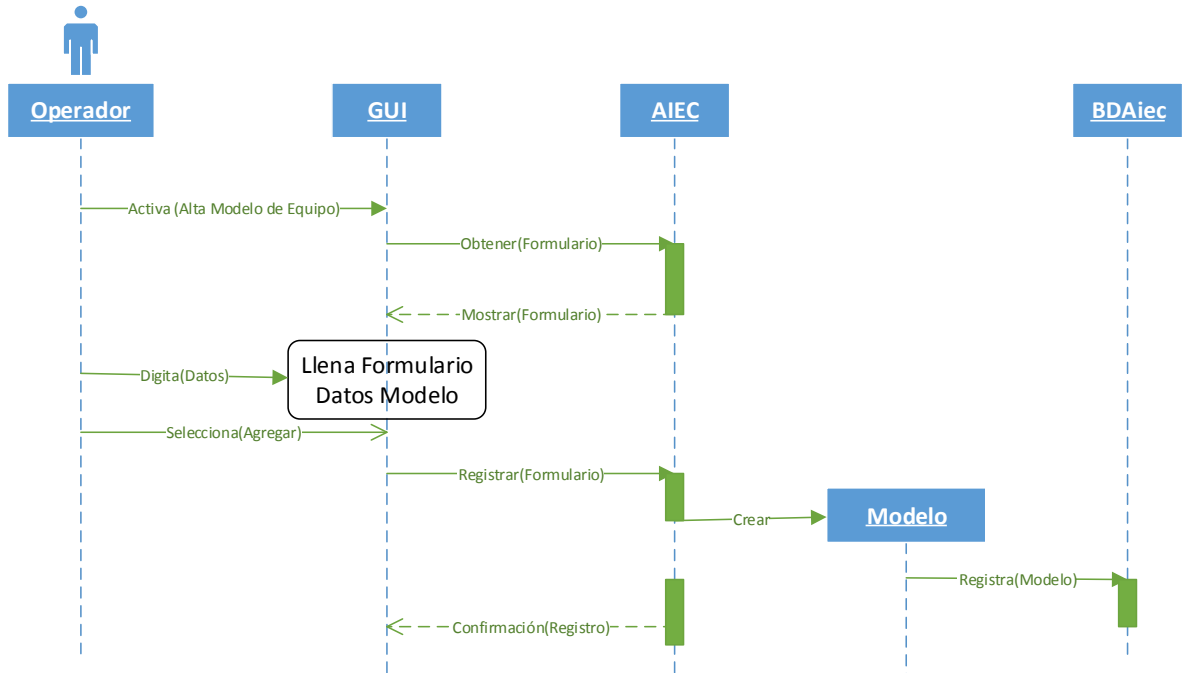 Operador
GUI
AIEC
BDAiec
Activa (Alta Modelo de Equipo)
Obtener(Formulario)
Mostrar(Formulario)
Llena Formulario
Datos Modelo
Digita(Datos)
Selecciona(Agregar)
Registrar(Formulario)
Crear
Modelo
Registra(Modelo)
Confirmación(Registro)